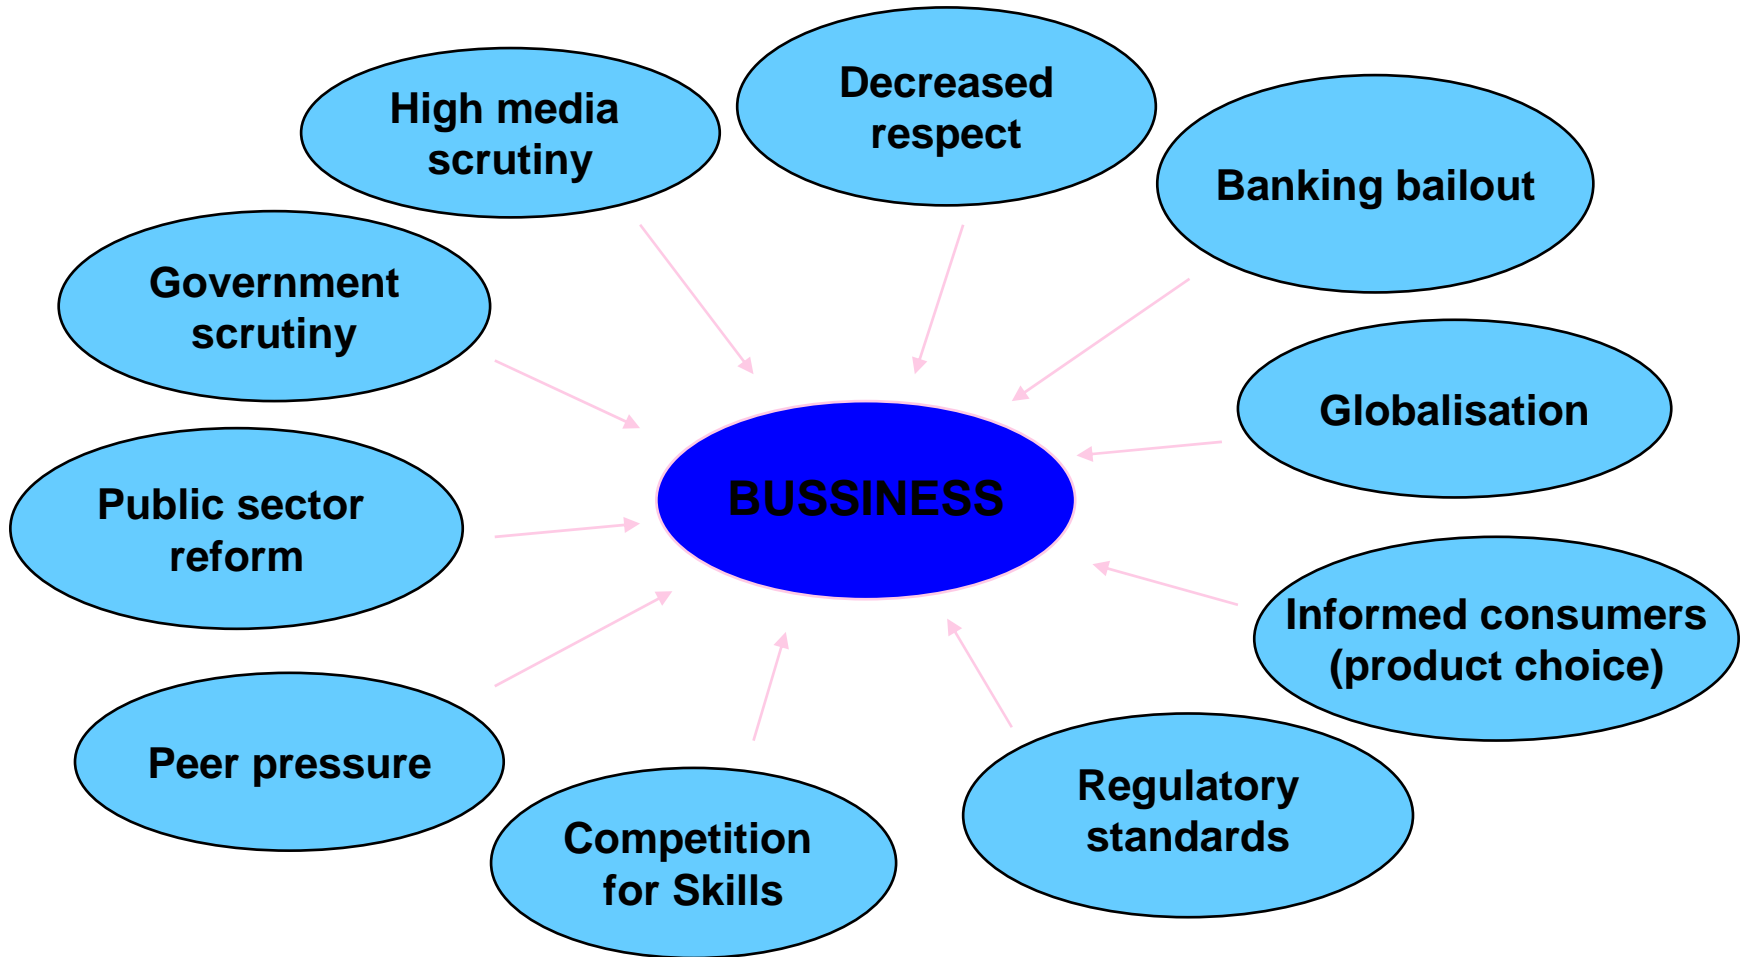 High media
scrutiny
Decreased
respect
Banking bailout
Government
scrutiny
Globalisation
BUSSINESS
Public sector
reform
Informed consumers
(product choice)
Peer pressure
Competition
for Skills
Regulatory
standards